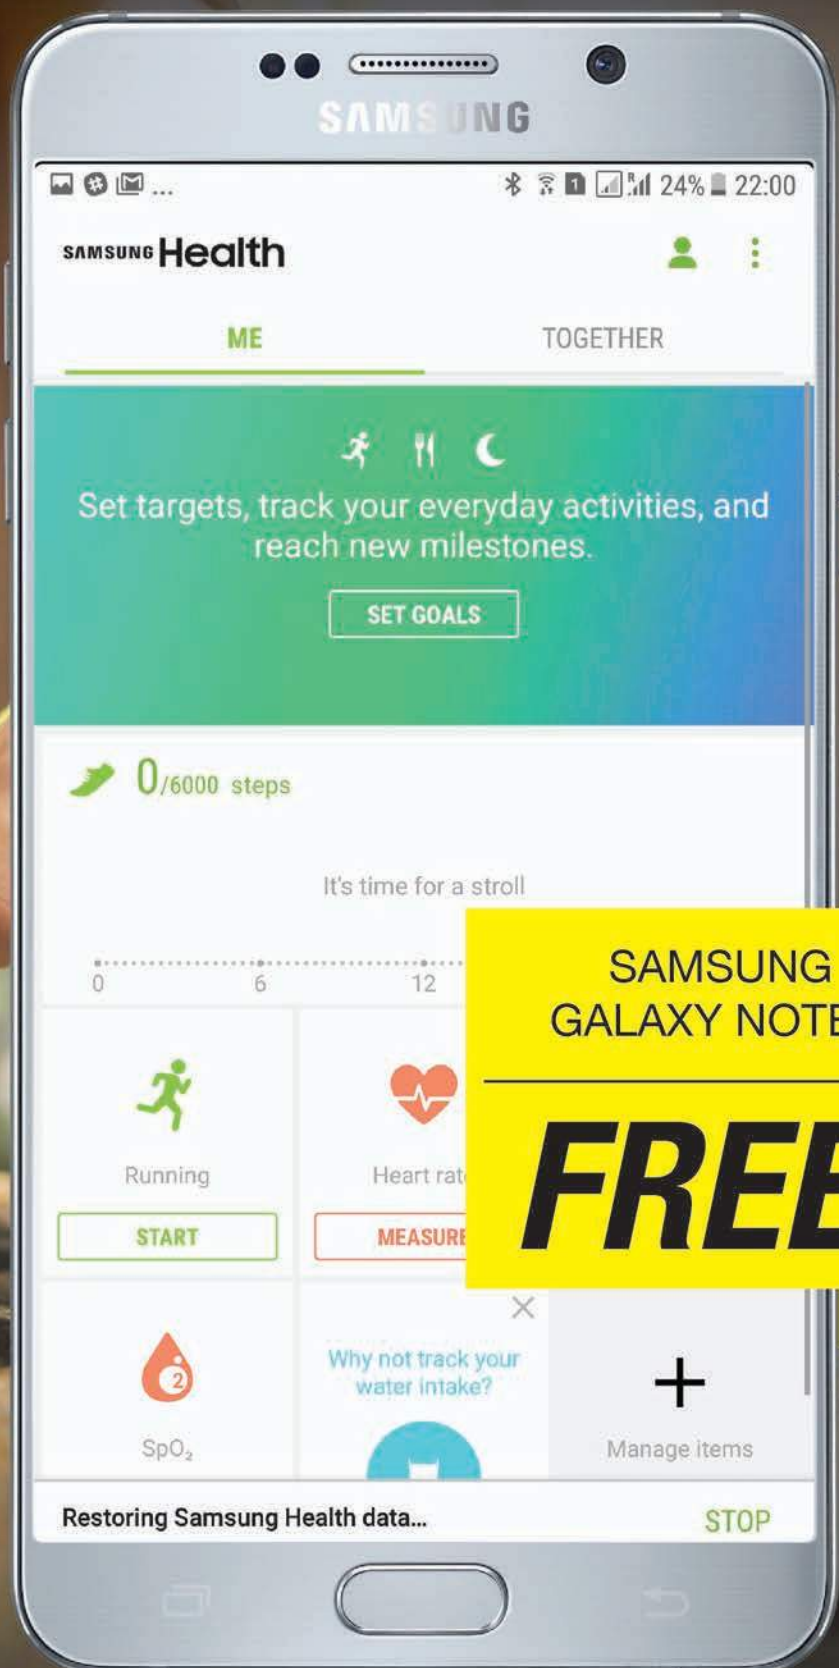 SAMSUNG
... 1 R 24% 22:00
SAMSUNG Health
ME TOGETHER
Set targets, track your everyday activities, and
reach new milestones.
SET GOALS
0/6000 steps
It's time for a stroll
0 6 12
SAMSUNG
GALAXY NOTE
FREE
Running Heart rat
START MEASURE
Why not track your
water intake?
2
SpO₂ Manage items
Restoring Samsung Health data...
STOP